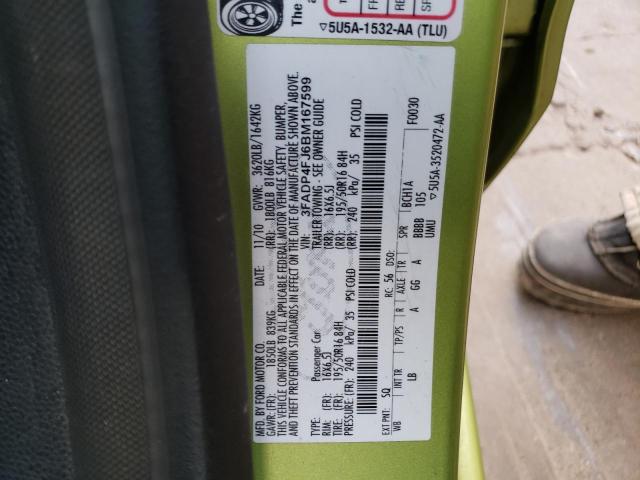 The
a
T
FR
RE
SP
▽5U5A-1532-AA (TLU)
MFD. BY FORD MOTOR CO.
DATE: 11/10 GVWR: 3620LB/1642KG
GAWR: (FR): 1850LB 839KG (RR): 1800LB 816KG
THIS VEHICLE CONFORMS TO ALL APPLICABLE FEDERAL MOTOR VEHICLE SAFETY, BUMPER,
AND THEFT PREVENTION STANDARDS IN EFFECT ON THE DATE OF MANUFACTURE SHOWN ABOVE.
VIN: 3FADP4FJ6BM167599
TYPE: Passenger Car TRAILER TOWING - SEE OWNER GUIDE
RIM: (FR): 16X6.5J (RR): 16X6.5J
TIRE: (FR): 195/50R16 84H (RR): 195/50R16 84H
PRESSURE: (FR): 240 kPa/ 35 PSI COLD (RR): 240 kPa/ 35 PSI COLD
EXT PNT: SQ RC: 56 DSO: BCH1A F0030
WB INT TR TP/PS R AXLE TR SPR BBBB 105
LB A GG A UMU ▽5U5A-3520472-AA